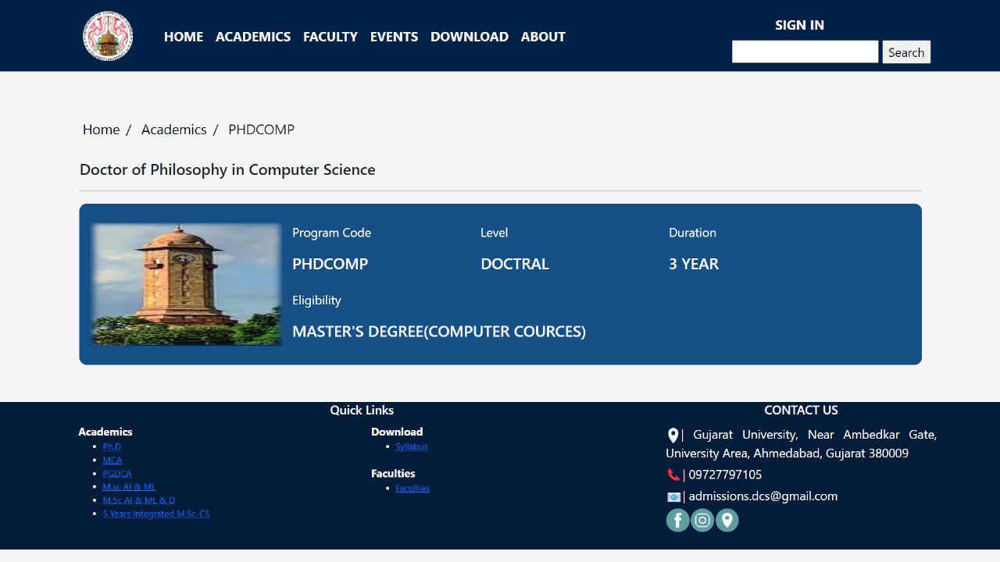 HOME ACADEMICS FACULTY EVENTS DOWNLOAD ABOUT
SIGN IN
Search
Home / Academics / PHDCOMP
Doctor of Philosophy in Computer Science
Program Code Level Duration
PHDCOMP DOCTRAL 3 YEAR
Eligibility
MASTER'S DEGREE(COMPUTER COURCES)
Quick Links
Academics
Ph.D
MCA
PGDCA
M.sc AI & ML
M.Sc AI & ML & D
5 Years Integrated M.Sc-CS
Download
Syllabus
Faculties
Faculties
CONTACT US
| Gujarat University, Near Ambedkar Gate,
University Area, Ahmedabad, Gujarat 380009
| 09727797105
| admissions.dcs@gmail.com